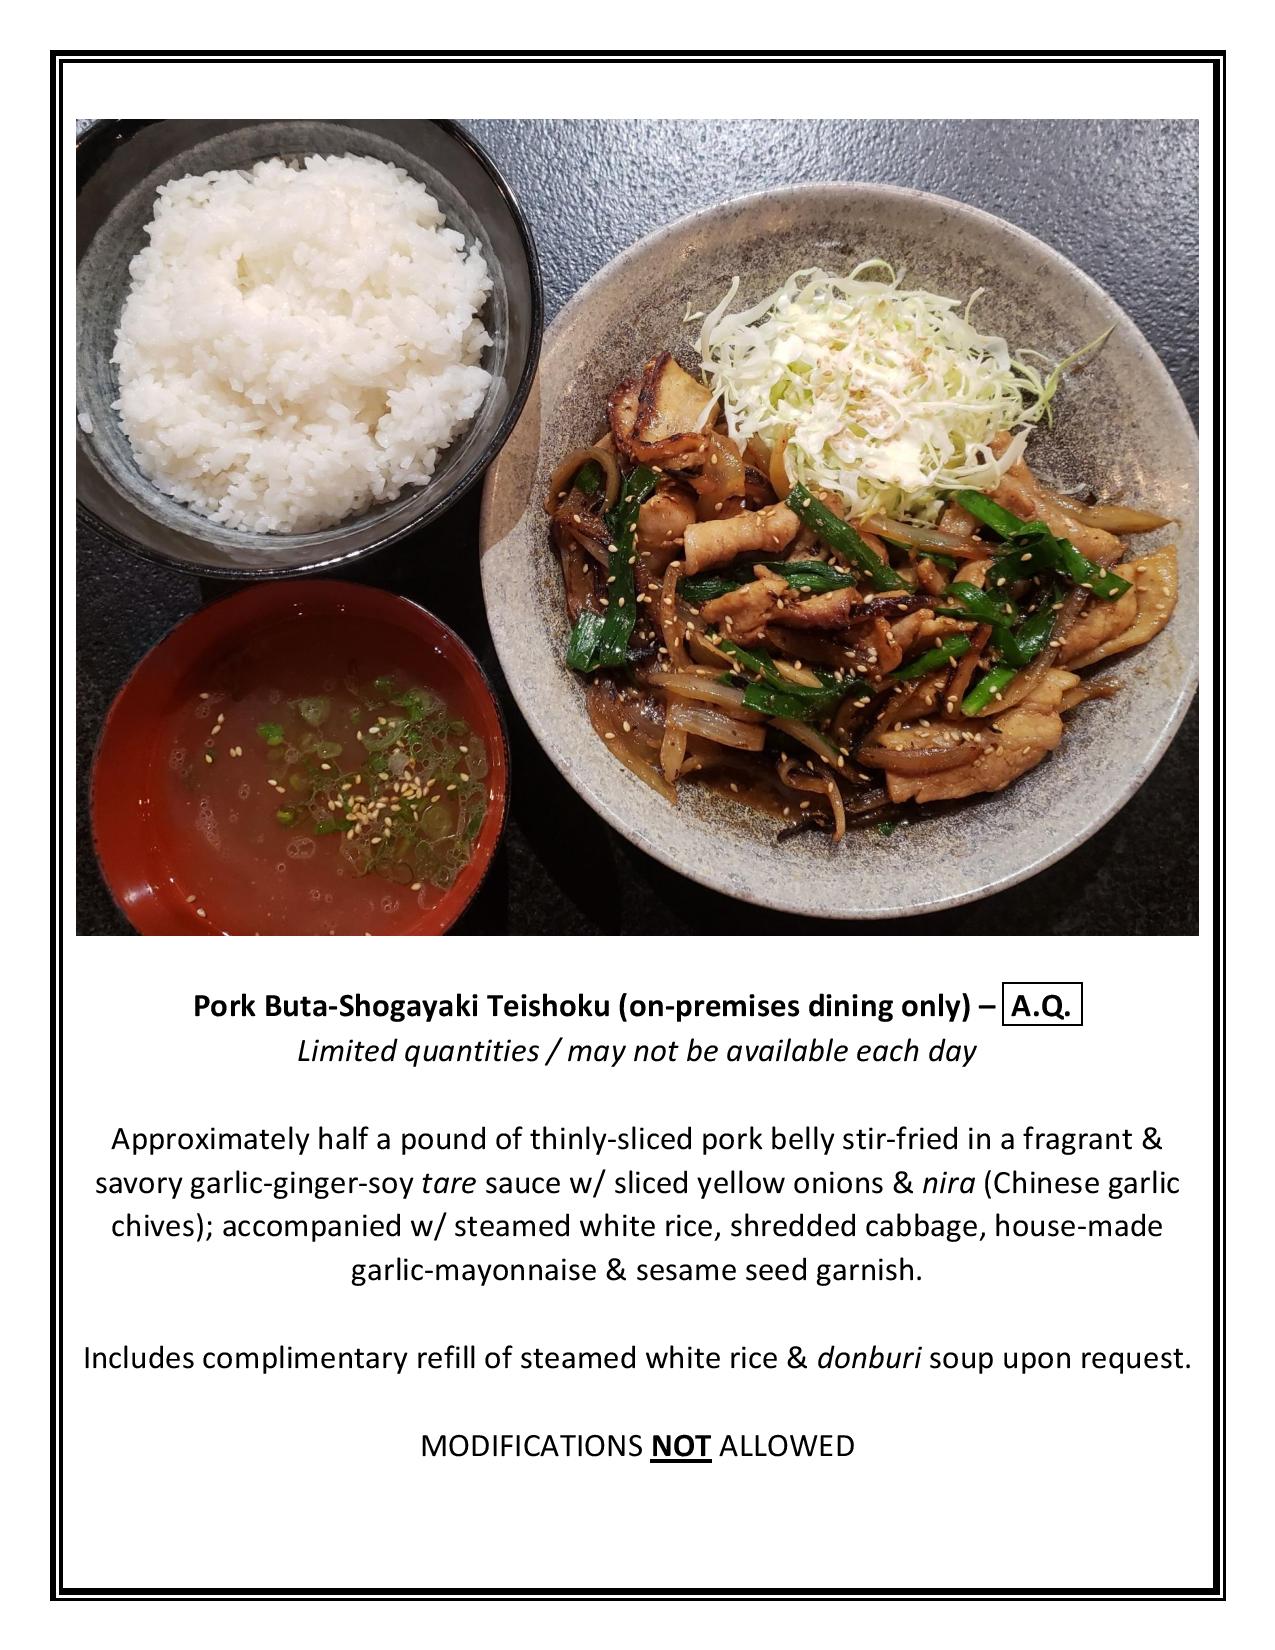 Pork Buta-Shogayaki Teishoku (on-premises dining only) – A.Q.
Limited quantities / may not be available each day
Approximately half a pound of thinly-sliced pork belly stir-fried in a fragrant &
savory garlic-ginger-soy tare sauce w/ sliced yellow onions & nira (Chinese garlic
chives); accompanied w/ steamed white rice, shredded cabbage, house-made
garlic-mayonnaise & sesame seed garnish.
Includes complimentary refill of steamed white rice & donburi soup upon request.
MODIFICATIONS NOT ALLOWED